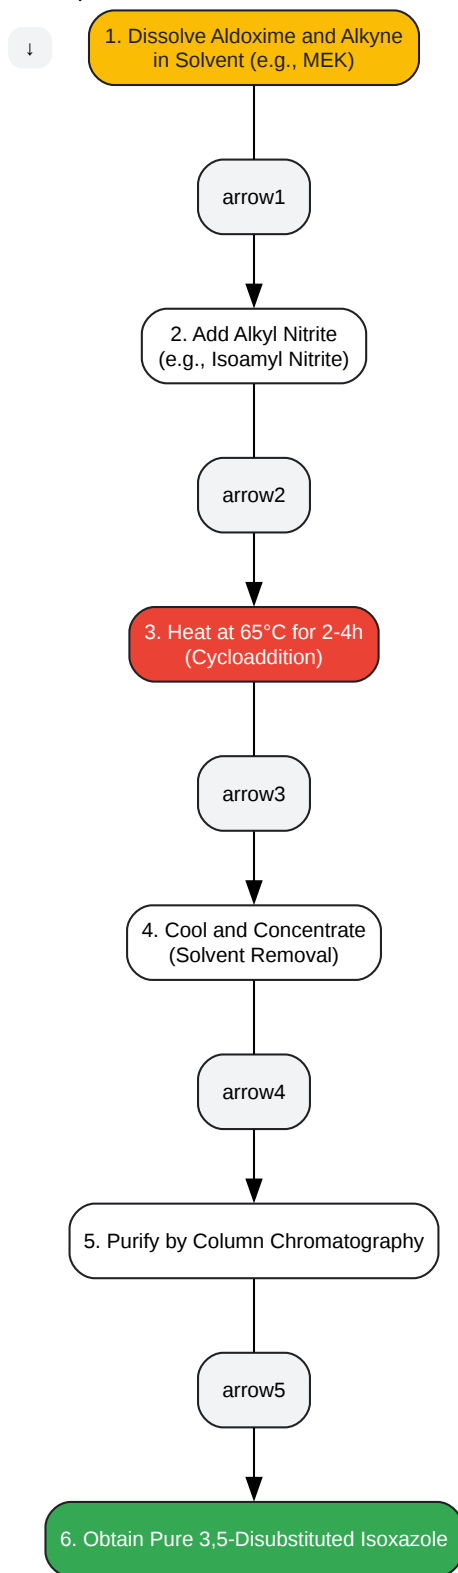 ↓
1. Dissolve Aldoxime and Alkyne
in Solvent (e.g., MEK)
arrow1
2. Add Alkyl Nitrite
(e.g., Isoamyl Nitrite)
arrow2
3. Heat at 65°C for 2-4h
(Cycloaddition)
arrow3
4. Cool and Concentrate
(Solvent Removal)
arrow4
5. Purify by Column Chromatography
arrow5
6. Obtain Pure 3,5-Disubstituted Isoxazole